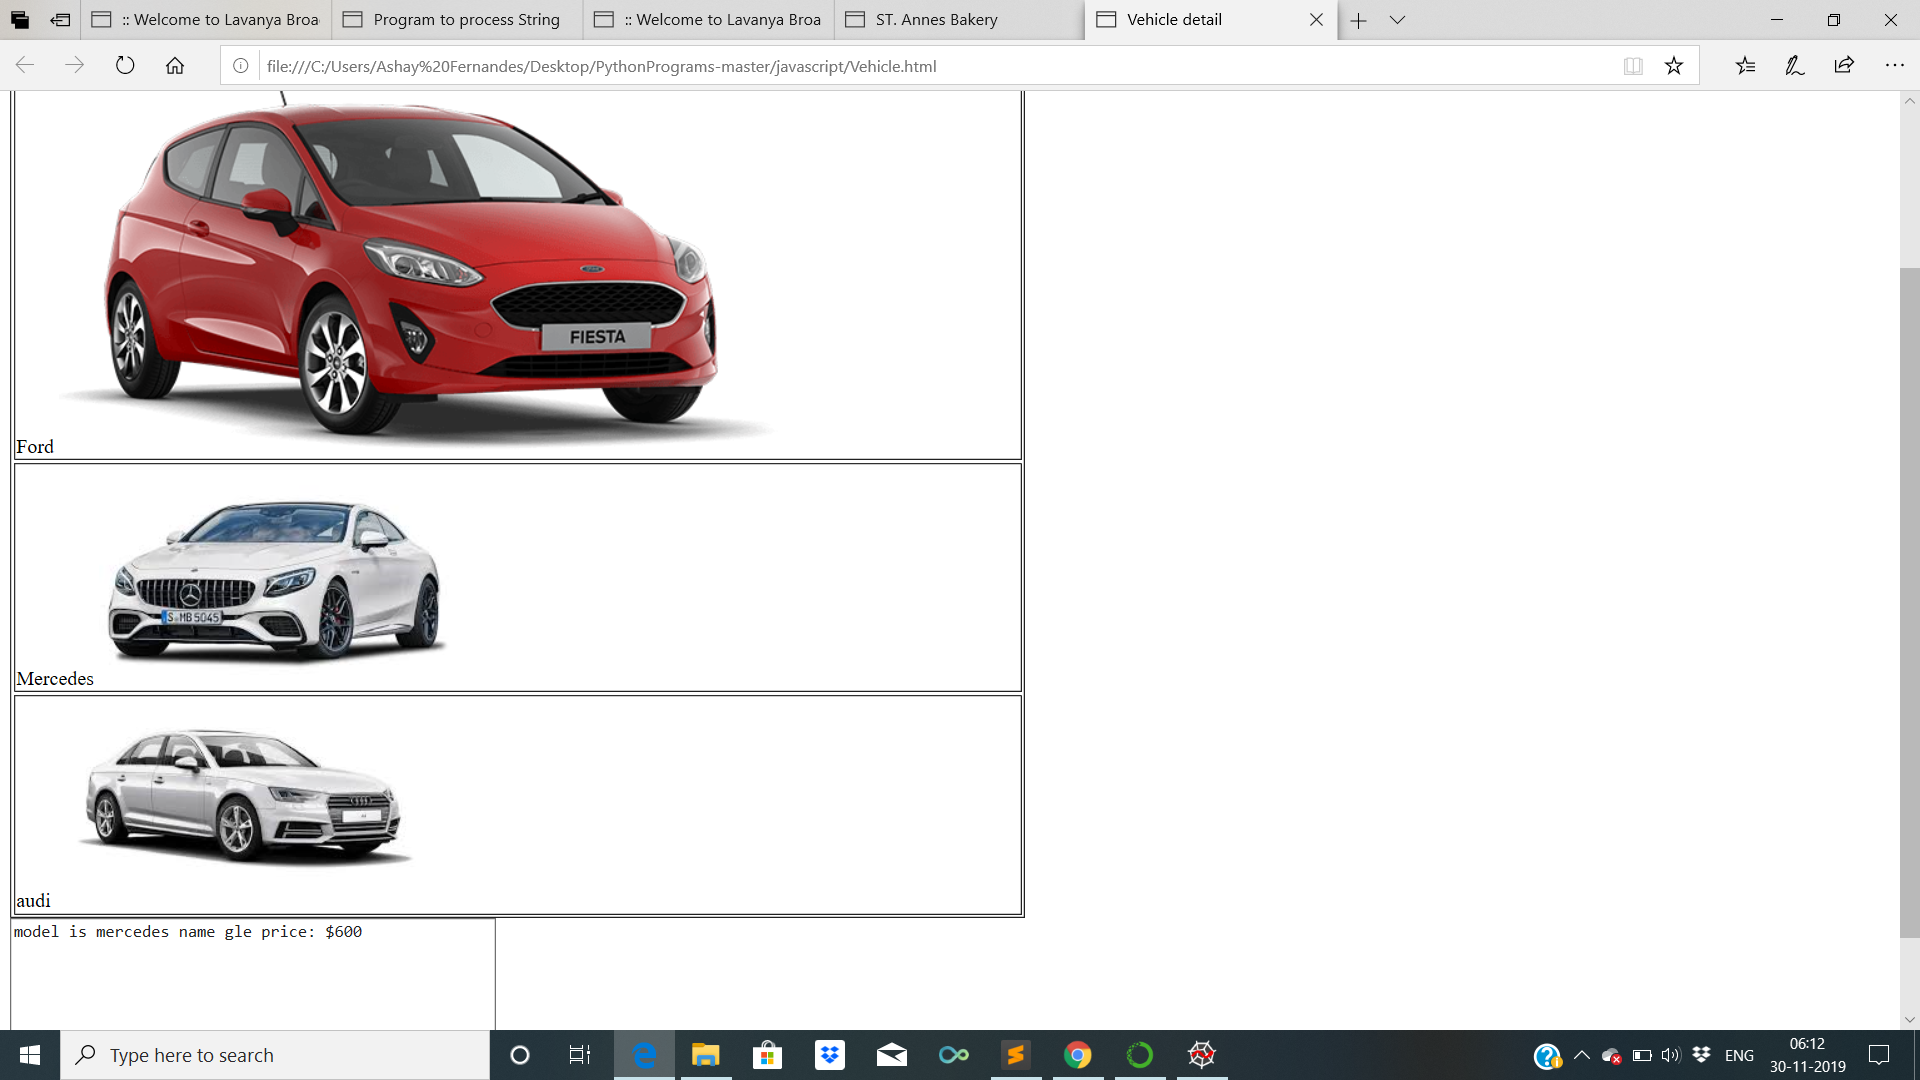 :: Welcome to Lavanya Broa
Program to process String
:: Welcome to Lavanya Broa
ST. Annes Bakery
Vehicle detail
file:///C:/Users/Ashay%20Fernandes/Desktop/PythonPrograms-master/javascript/Vehicle.html
FIESTA
Ford
S MB 5045
Mercedes
audi
model is mercedes name gle price: $600
Type here to search
ENG
06:12
30-11-2019